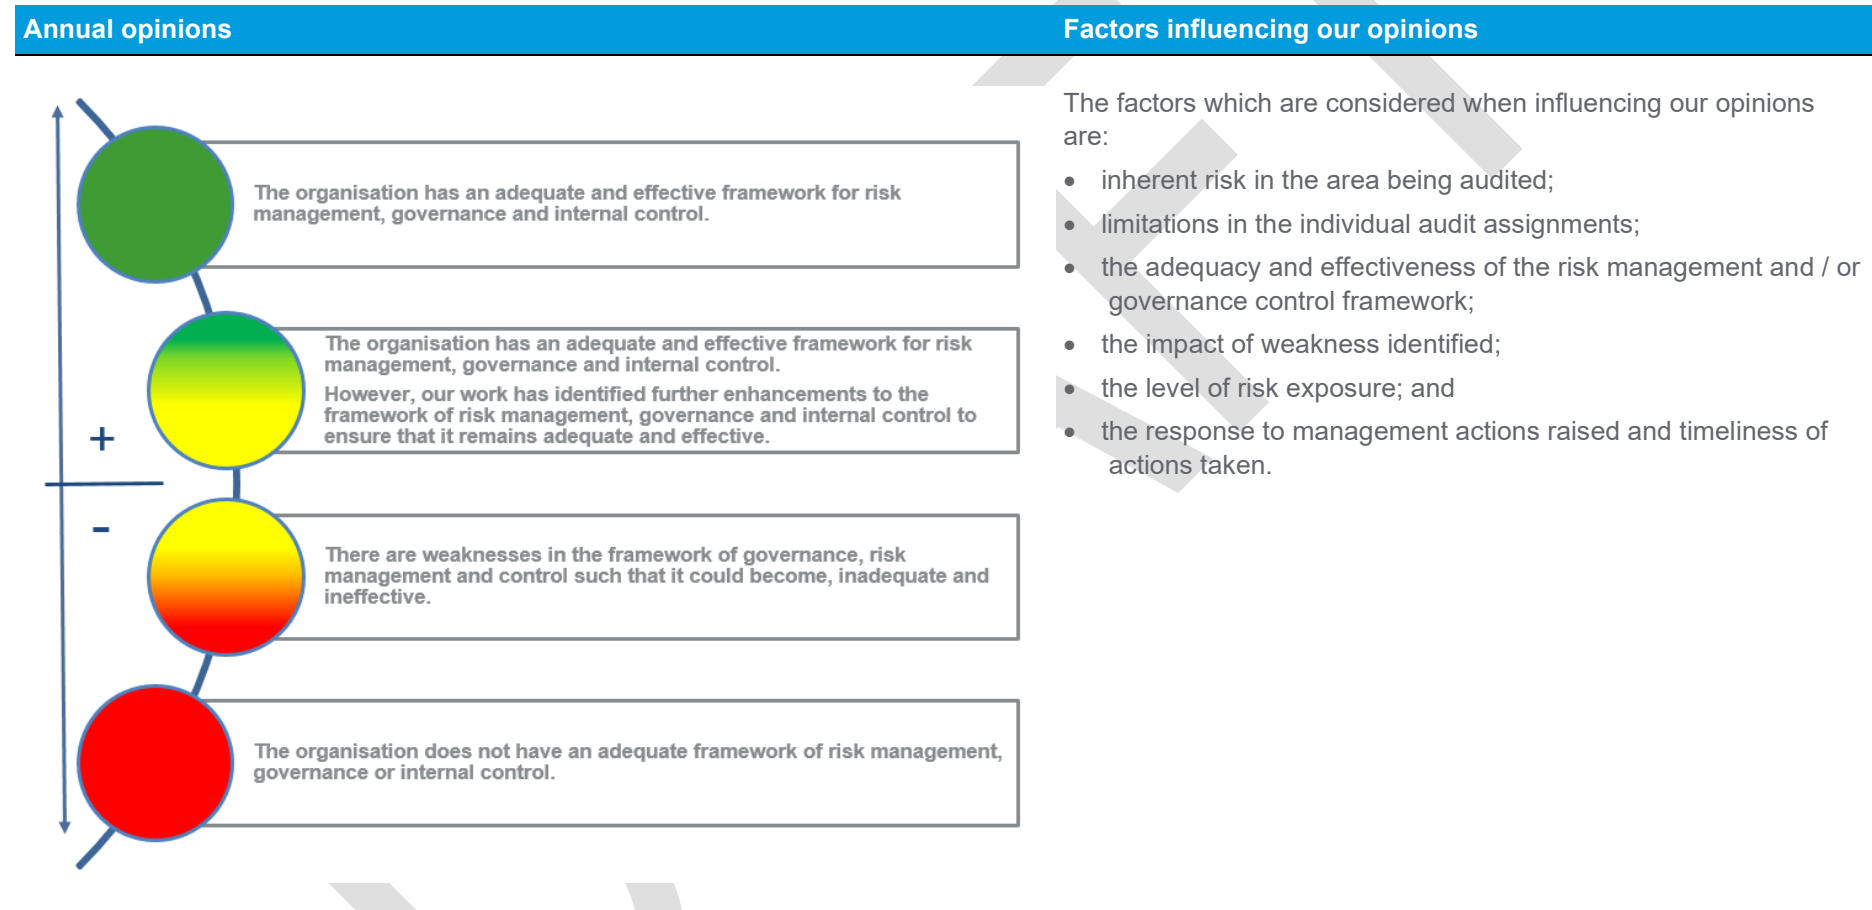 Annual opinions
Factors influencing our opinions
The organisation has an adequate and effective framework for risk
management, governance and internal control.
The organisation has an adequate and effective framework for risk
management, governance and internal control.
However, our work has identified further enhancements to the
framework of risk management, governance and internal control to
ensure that it remains adequate and effective.
+
-
There are weaknesses in the framework of governance, risk
management and control such that it could become, inadequate and
ineffective.
The organisation does not have an adequate framework of risk management,
governance or internal control.
The factors which are considered when influencing our opinions
are:
• inherent risk in the area being audited;
• limitations in the individual audit assignments;
• the adequacy and effectiveness of the risk management and / or
governance control framework;
• the impact of weakness identified;
• the level of risk exposure; and
• the response to management actions raised and timeliness of
actions taken.